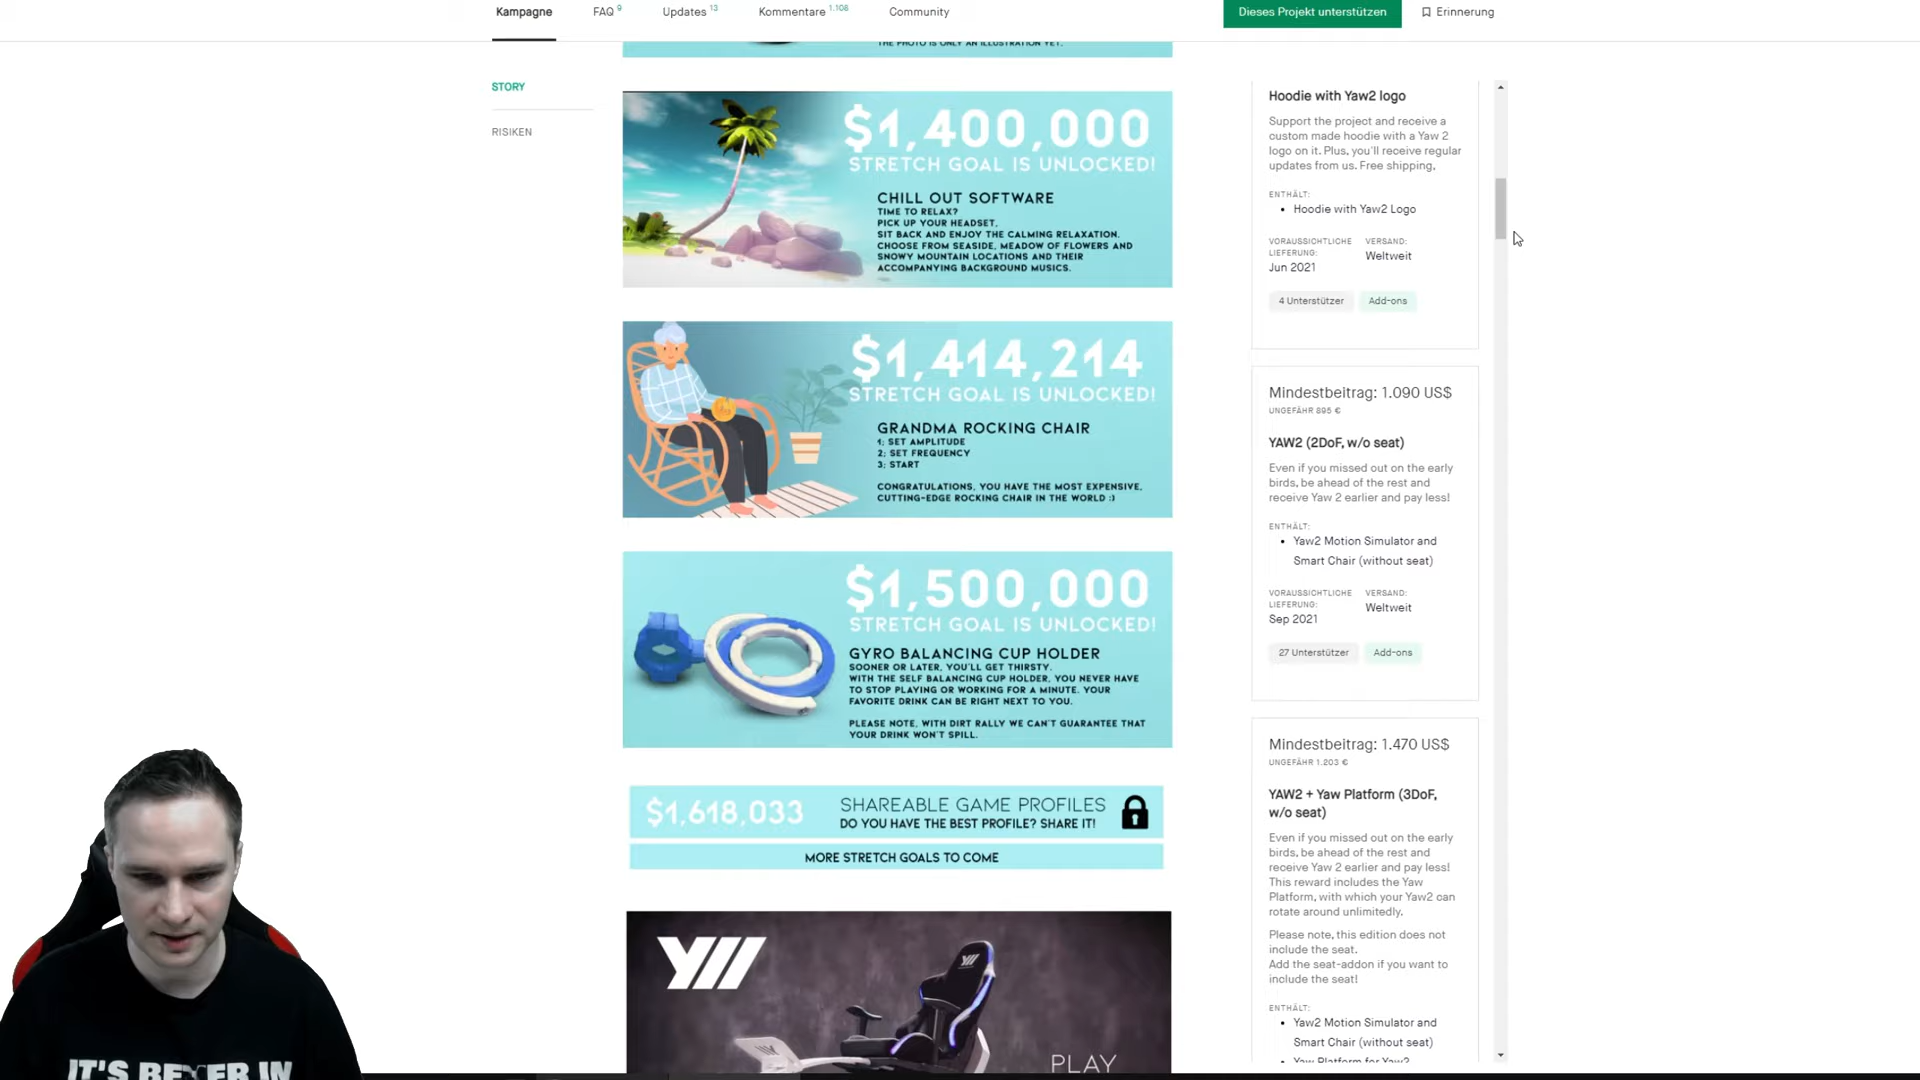 Kampagne
FAQ 9
Updates 13
Kommentare 1.108
Community
Dieses Projekt unterstützen
Erinnerung
STORY
RISIKEN
THE PHOTO IS ONLY AN ILLUSTRATION YET.
$1,400,000
STRETCH GOAL IS UNLOCKED!
CHILL OUT SOFTWARE
TIME TO RELAX?
PICK UP YOUR HEADSET,
SIT BACK AND ENJOY THE CALMING RELAXATION.
CHOOSE FROM SEASIDE, MEADOW OF FLOWERS AND
SNOWY MOUNTAIN LOCATIONS AND THEIR
ACCOMPANYING BACKGROUND MUSICS.
$1,414,214
STRETCH GOAL IS UNLOCKED!
GRANDMA ROCKING CHAIR
1; SET AMPLITUDE
2; SET FREQUENCY
3; START
CONGRATULATIONS, YOU HAVE THE MOST EXPENSIVE,
CUTTING-EDGE ROCKING CHAIR IN THE WORLD :)
$1,500,000
STRETCH GOAL IS UNLOCKED!
GYRO BALANCING CUP HOLDER
SOONER OR LATER, YOU'LL GET THIRSTY.
WITH THE SELF BALANCING CUP HOLDER, YOU NEVER HAVE
TO STOP PLAYING OR WORKING FOR A MINUTE. YOUR
FAVORITE DRINK CAN BE RIGHT NEXT TO YOU.
PLEASE NOTE, WITH DIRT RALLY WE CAN'T GUARANTEE THAT
YOUR DRINK WON'T SPILL.
$1,618,033
SHAREABLE GAME PROFILES
DO YOU HAVE THE BEST PROFILE? SHARE IT!
MORE STRETCH GOALS TO COME
PLAY
Hoodie with Yaw2 logo
Support the project and receive a
custom made hoodie with a Yaw 2
logo on it. Plus, you'll receive regular
updates from us. Free shipping,
ENTHÄLT:
• Hoodie with Yaw2 Logo
VORAUSSICHTLICHE
LIEFERUNG:
Jun 2021
VERSAND:
Weltweit
4 Unterstützer
Add-ons
Mindestbeitrag: 1.090 US$
UNGEFÄHR 895 €
YAW2 (2DoF, w/o seat)
Even if you missed out on the early
birds, be ahead of the rest and
receive Yaw 2 earlier and pay less!
ENTHÄLT:
• Yaw2 Motion Simulator and
Smart Chair (without seat)
VORAUSSICHTLICHE
LIEFERUNG:
Sep 2021
VERSAND:
Weltweit
27 Unterstützer
Add-ons
Mindestbeitrag: 1.470 US$
UNGEFÄHR 1.203 €
YAW2 + Yaw Platform (3DoF,
w/o seat)
Even if you missed out on the early
birds, be ahead of the rest and
receive Yaw 2 earlier and pay less!
This reward includes the Yaw
Platform, with which your Yaw2 can
rotate around unlimitedly.
Please note, this edition does not
include the seat.
Add the seat-addon if you want to
include the seat!
ENTHÄLT:
• Yaw2 Motion Simulator and
Smart Chair (without seat)
• Yaw Platform for Yaw2
IT'S BETTER IN